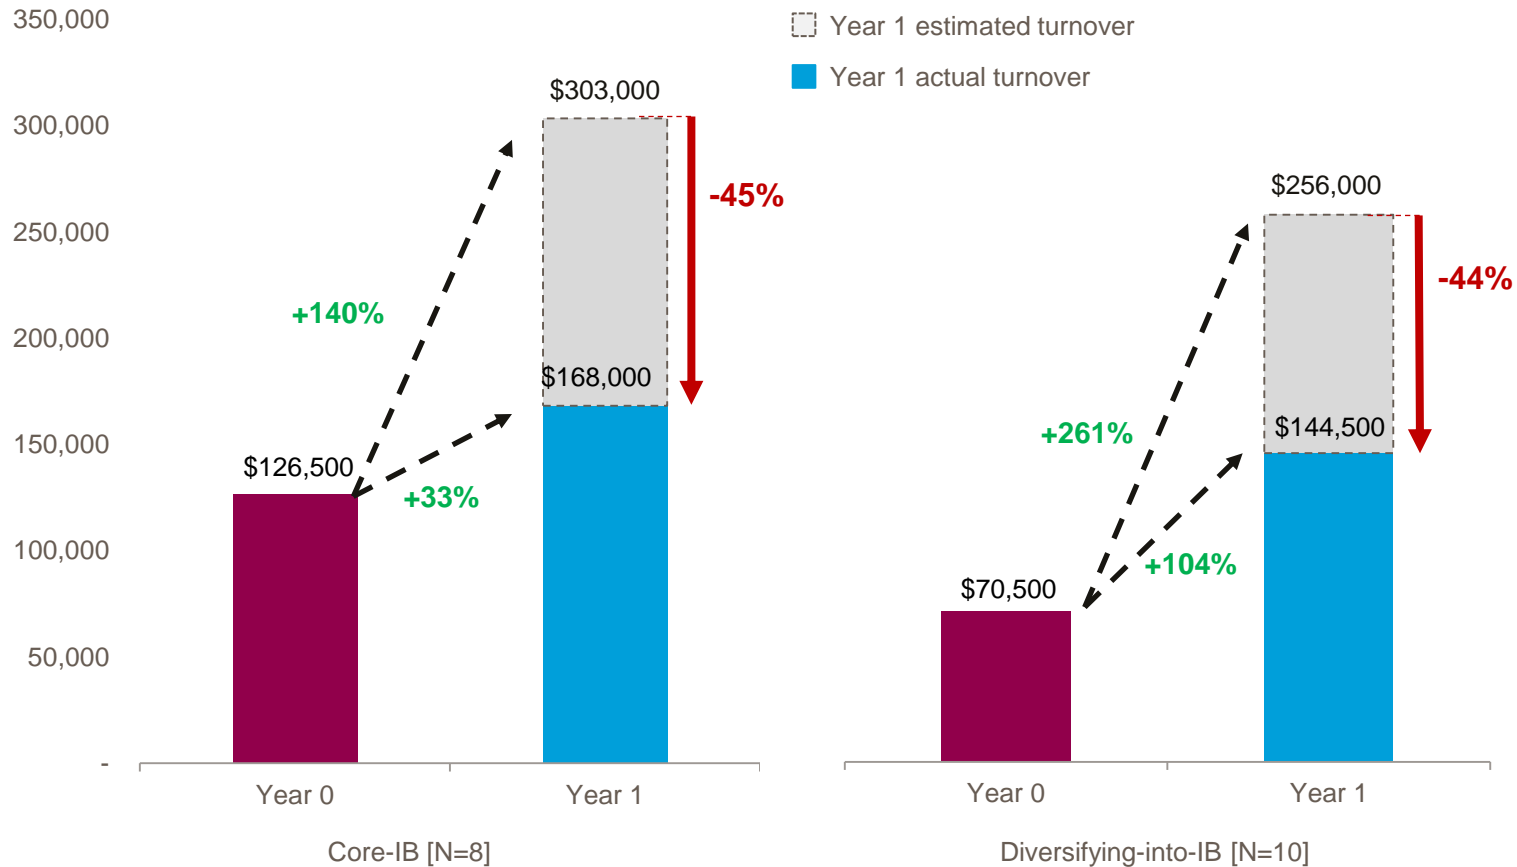 350,000
300,000
250,000
200,000
150,000
100,000
50,000
-
Year 1 estimated turnover
Year 1 actual turnover
$303,000
-45%
+140%
$168,000
$126,500
+33%
Year 0
Year 1
Core-IB [N=8]
$256,000
-44%
+261%
$144,500
+104%
$70,500
Year 0
Year 1
Diversifying-into-IB [N=10]